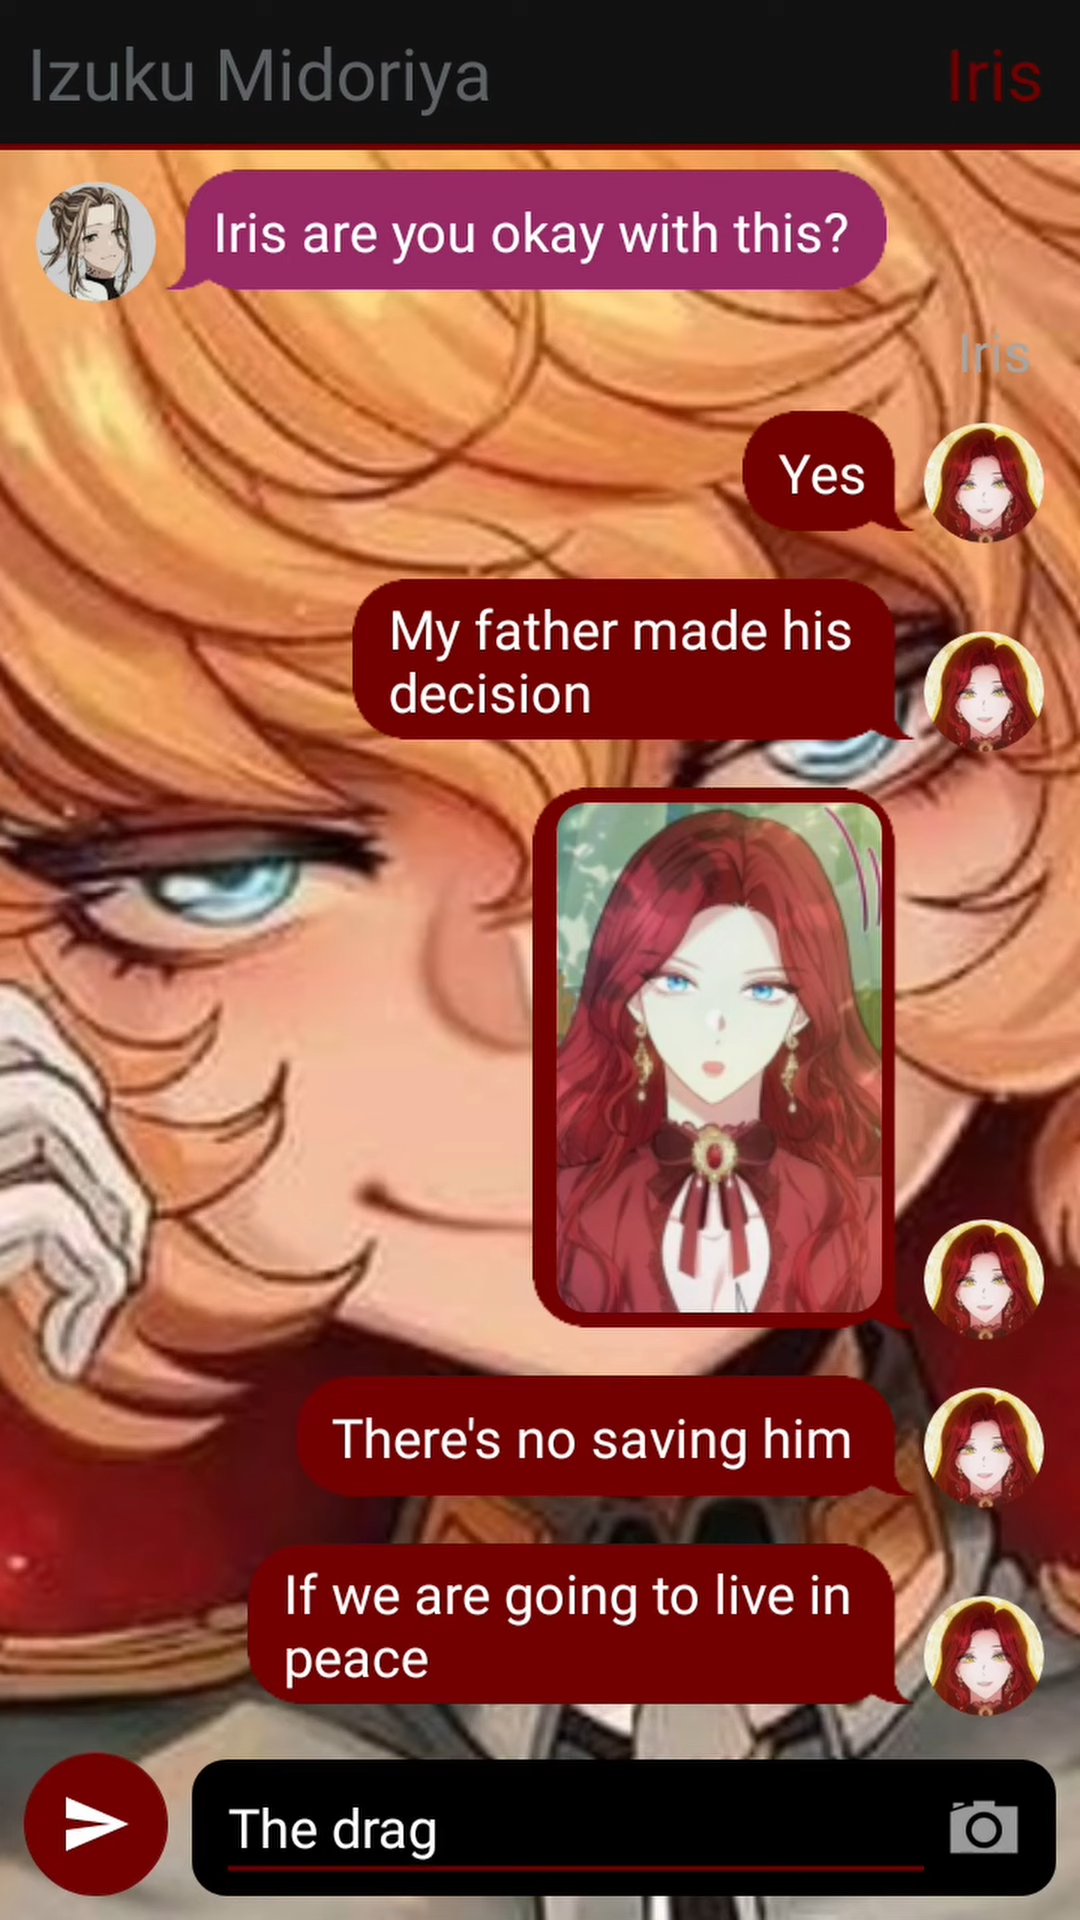 Izuku Midoriya Iris
Iris are you okay with this?
Iris
Yes
My father made his
decision
There's no saving him
If we are going to live in
peace
The drag